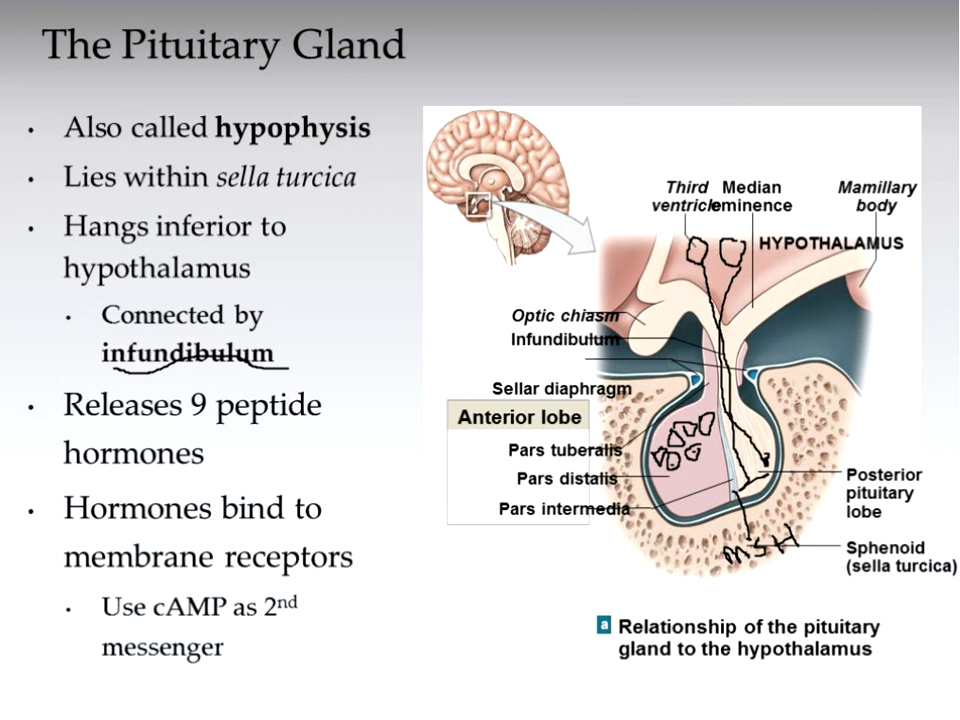 The Pituitary Gland
• Also called hypophysis
• Lies within sella turcica
• Hangs inferior to
hypothalamus
• Connected by
infundibulum
• Releases 9 peptide
hormones
• Hormones bind to
membrane receptors
• Use cAMP as 2nd
messenger
Third
ventricle
Median
eminence
Mamillary
body
HYPOTHALAMUS
Optic chiasm
Infundibulum
Sellar diaphragm
Anterior lobe
Pars tuberalis
Pars distalis
Pars intermedia
Posterior
pituitary
lobe
Sphenoid
(sella turcica)
MSH
a Relationship of the pituitary
gland to the hypothalamus